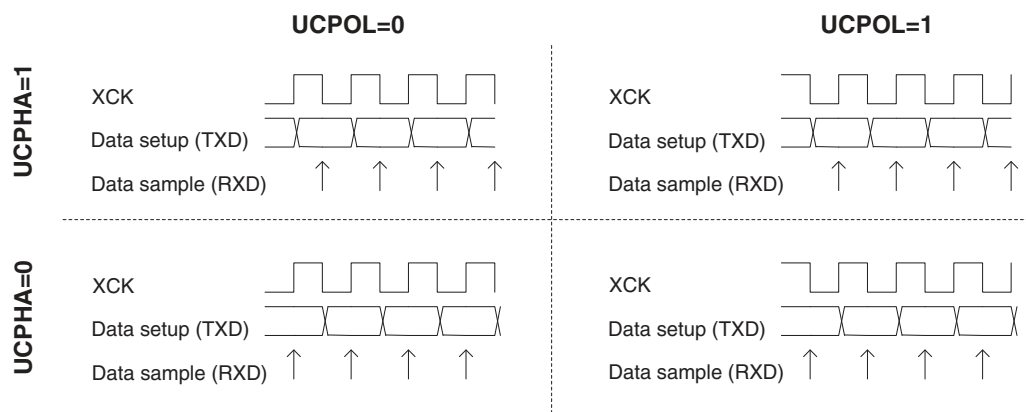 UCPOL=0
UCPOL=1
UCPHA=1
XCK
Data setup (TXD)
Data sample (RXD)
XCK
Data setup (TXD)
Data sample (RXD)
UCPHA=0
XCK
Data setup (TXD)
Data sample (RXD)
XCK
Data setup (TXD)
Data sample (RXD)